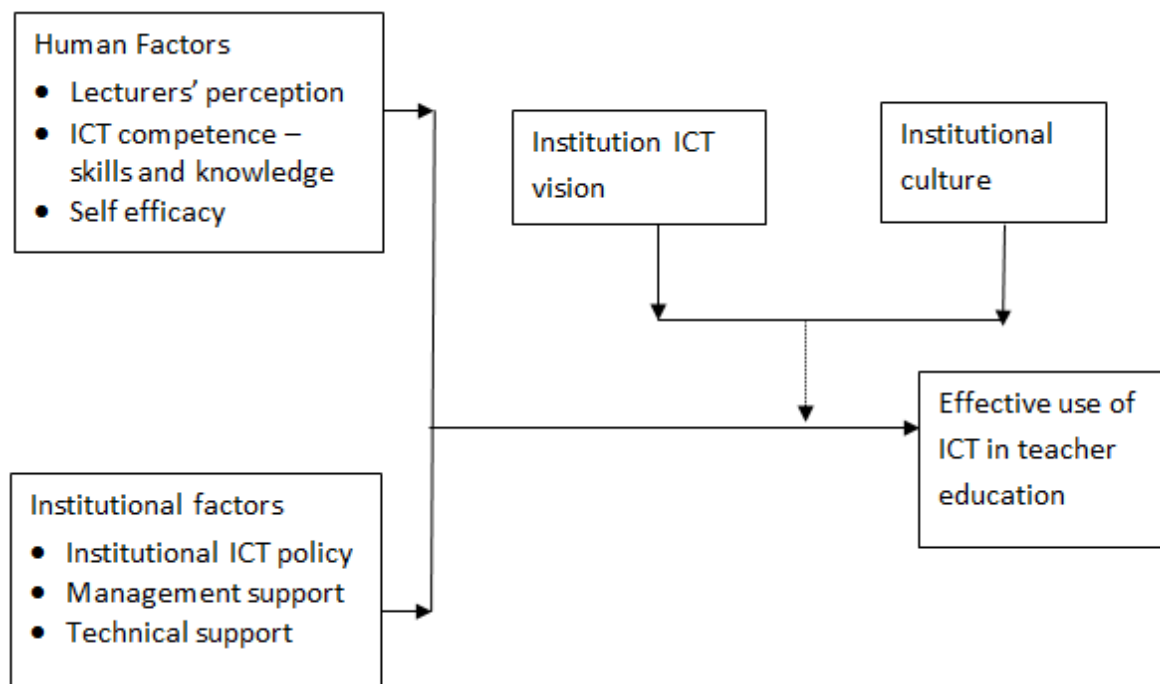 Human Factors
● Lecturers’ perception
● ICT competence –
skills and knowledge
● Self efficacy
Institution ICT
vision
Institutional
culture
Effective use of
ICT in teacher
education
Institutional factors
● Institutional ICT policy
● Management support
● Technical support